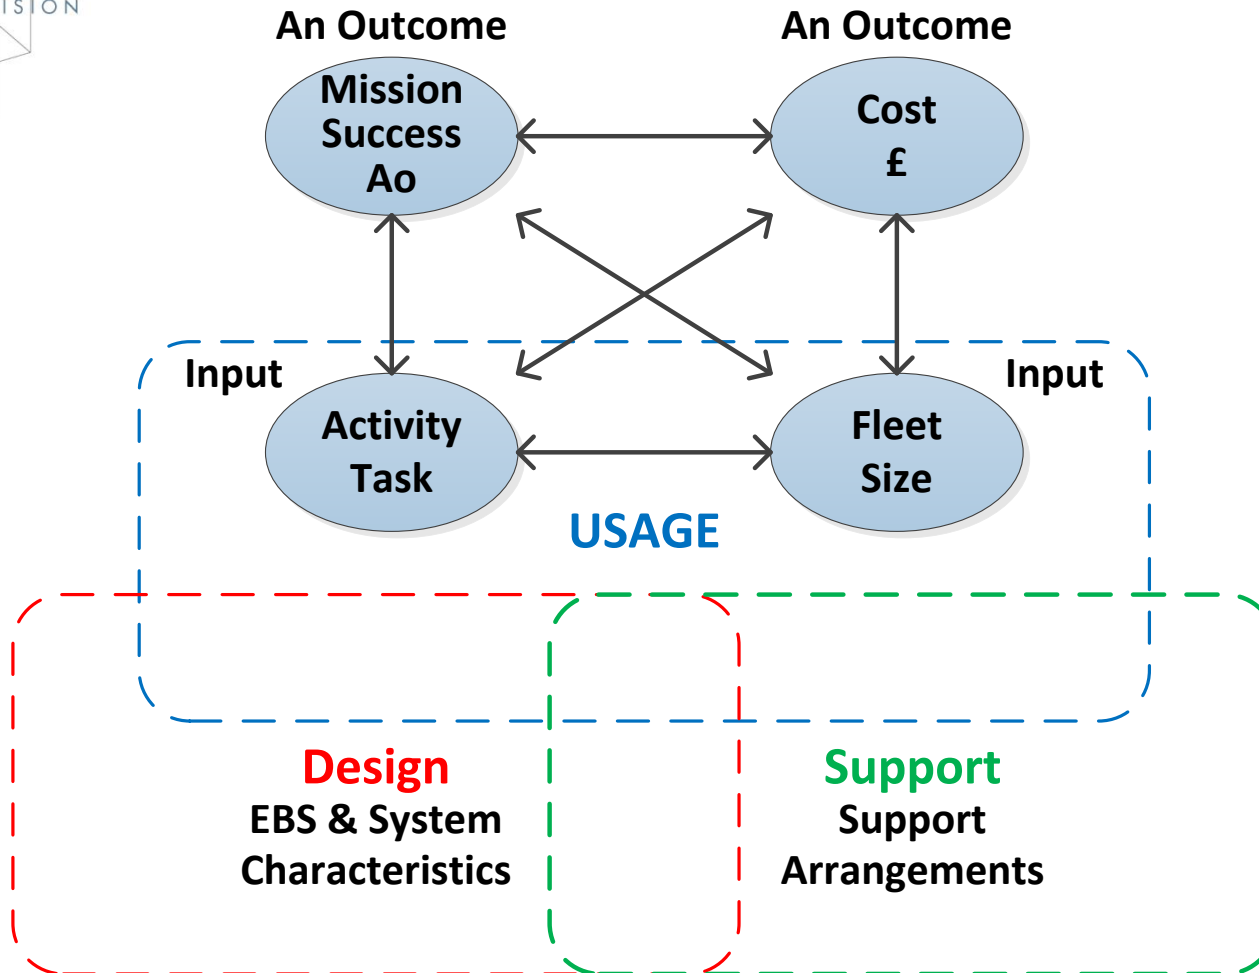 An Outcome
An Outcome
Mission
Success
Ao
Cost
£
Input
Input
Activity
Task
Fleet
Size
USAGE
Design
EBS & System
Characteristics
Support
Support
Arrangements